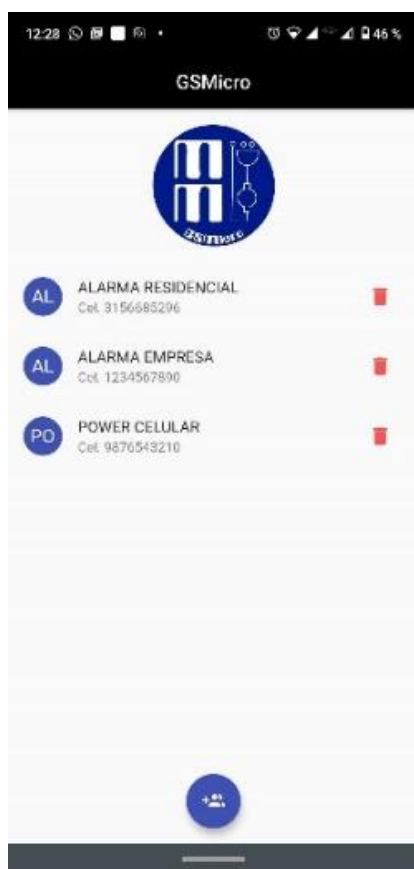 12:28
46 %
GSMicro
GSMicro
AL
ALARMA RESIDENCIAL
Cel. 3156685296
AL
ALARMA EMPRESA
Cel. 1234567890
PO
POWER CELULAR
Cel. 9876543210